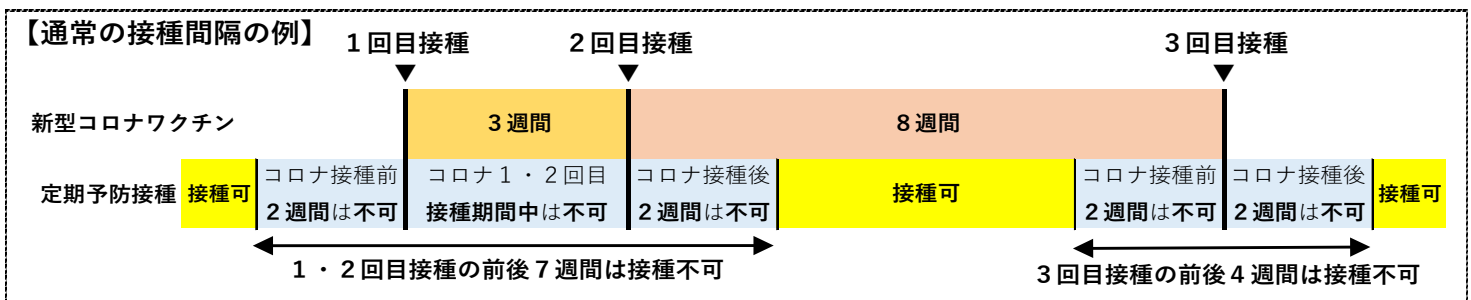 【通常の接種間隔の例】
1回目接種
2回目接種
3回目接種
新型コロナワクチン
3週間
8週間
定期予防接種
接種可
コロナ接種前
2週間は不可
コロナ1・2回目
接種期間中は不可
コロナ接種後
2週間は不可
接種可
コロナ接種前
2週間は不可
コロナ接種後
2週間は不可
接種可
1・2回目接種の前後7週間は接種不可
3回目接種の前後4週間は接種不可